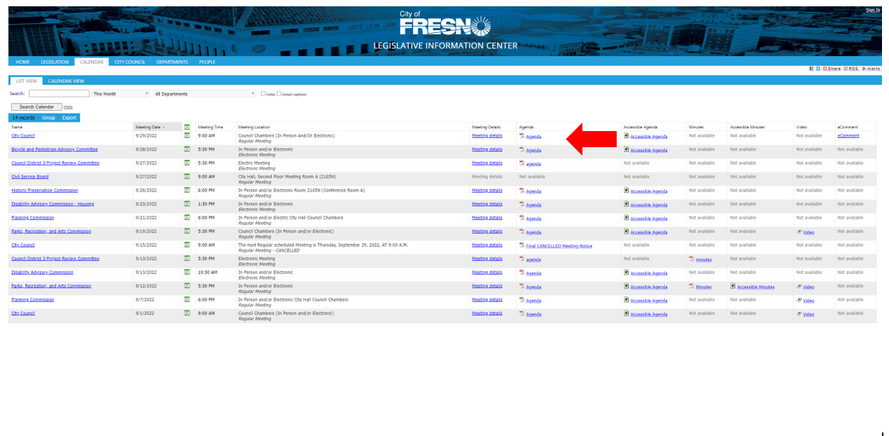 Sign In
City of
FRESNO
LEGISLATIVE INFORMATION CENTER
HOME LEGISLATION CALENDAR CITY COUNCIL DEPARTMENTS PEOPLE
Share RSS Alerts
LIST VIEW CALENDAR VIEW
Search: This Month All Departments notes closed captions
Search Calendar Help
14 records Group Export
Name Meeting Date Meeting Time Meeting Location Meeting Details Agenda Accessible Agenda Minutes Accessible Minutes Video eComment
City Council 9/29/2022 9:00 AM Council Chambers (In Person And/Or Electronic) Meeting details Agenda Accessible Agenda Not available Not available Not available eComment
Regular Meeting
Bicycle and Pedestrian Advisory Committee 9/28/2022 5:30 PM In Person and/or Electronic Meeting details Agenda Accessible Agenda Not available Not available Not available Not available
Electronic Meeting
Council District 3 Project Review Committee 9/27/2022 5:30 PM Electric Meeting Meeting details agenda Not available Not available Not available Not available Not available
Electronic Meeting
Civil Service Board 9/27/2022 9:00 AM City Hall, Second Floor Meeting Room A (2165N) Meeting details Not available Not available Not available Not available Not available Not available
Regular Meeting
Historic Preservation Commission 9/26/2022 6:00 PM In Person and/or Electronic Room 2165N (Conference Room A) Meeting details Agenda Accessible Agenda Not available Not available Not available Not available
Regular Meeting
Disability Advisory Commission - Housing 9/23/2022 1:30 PM In Person and/or Electronic Meeting details Agenda Accessible Agenda Not available Not available Not available Not available
Electronic Meeting
Planning Commission 9/21/2022 6:00 PM In Person and/or Electric City Hall Council Chambers Meeting details Agenda Accessible Agenda Not available Not available Not available Not available
Regular Meeting
Parks, Recreation, and Arts Commission 9/19/2022 5:30 PM Council Chambers (In Person and/or Electronic) Meeting details Agenda Accessible Agenda Not available Not available Video Not available
Regular Meeting
City Council 9/15/2022 9:00 AM The next Regular scheduled Meeting is Thursday, September 29, 2022, AT 9:00 A.M. Meeting details Final CANCELLED Meeting Notice Not available Not available Not available Not available Not available
Regular Meeting - CANCELLED
Council District 3 Project Review Committee 9/13/2022 5:30 PM Electronic Meeting Meeting details agenda Not available minutes Not available Not available Not available
Electronic Meeting
Disability Advisory Commission 9/13/2022 10:30 AM In Person and/or Electronic Meeting details Agenda Accessible Agenda Not available Not available Not available Not available
Electronic Meeting
Parks, Recreation, and Arts Commission 9/12/2022 5:30 PM In Person and/or Electronic Meeting details Agenda Accessible Agenda Minutes Accessible Minutes Video Not available
Regular Meeting
Planning Commission 9/7/2022 6:00 PM In Person and/or Electronic City Hall Council Chambers Meeting details Agenda Accessible Agenda Not available Not available Video Not available
Regular Meeting
City Council 9/1/2022 9:00 AM Council Chambers (In Person and/or Electronic) Meeting details Agenda Accessible Agenda Not available Not available Video Not available
Regular Meeting